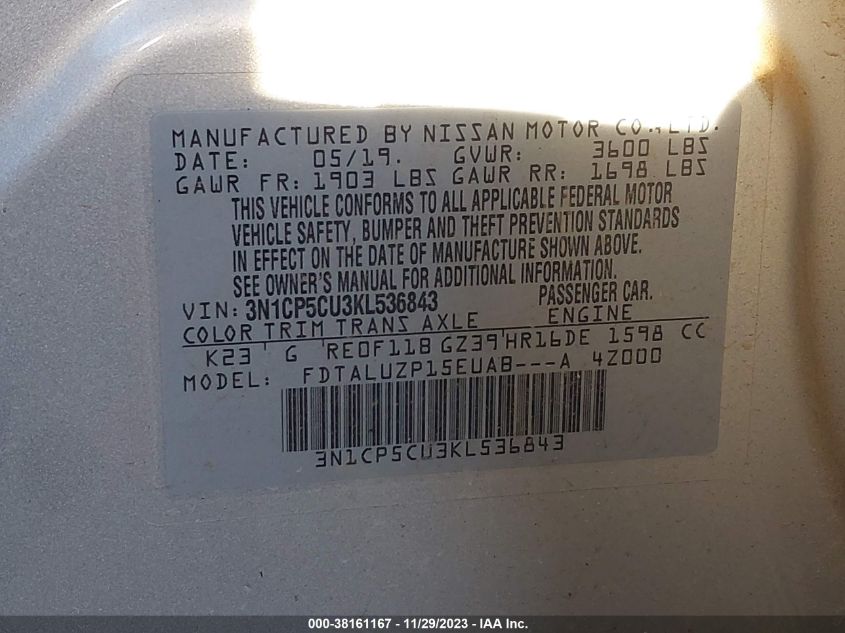 MANUFACTURED BY NISSAN MOTOR CO., LTD.
DATE: 05/19. GVWR: 3600 LBS
GAWR FR: 1903 LBS GAWR RR: 1698 LBS
THIS VEHICLE CONFORMS TO ALL APPLICABLE FEDERAL MOTOR
VEHICLE SAFETY, BUMPER AND THEFT PREVENTION STANDARDS
IN EFFECT ON THE DATE OF MANUFACTURE SHOWN ABOVE.
SEE OWNER'S MANUAL FOR ADDITIONAL INFORMATION.
VIN: 3N1CP5CU3KL536843 PASSENGER CAR.
COLOR TRIM TRANS AXLE ENGINE
K23 G RE0F11B GZ39 HR16DE 1598 CC
MODEL: FDTALUZP15EUAB---A 4Z000
3N1CP5CU3KL536843
000-38161167 - 11/29/2023 - IAA Inc.